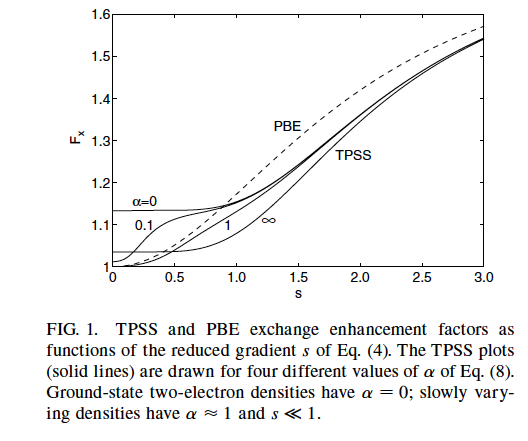 1.6
1.5
1.4
1.3
1.2
1.1
1
Fx
PBE
TPSS
α=0
0.1
1
∞
0 0.5 1.0 1.5 2.0 2.5 3.0
s
FIG. 1. TPSS and PBE exchange enhancement factors as
functions of the reduced gradient s of Eq. (4). The TPSS plots
(solid lines) are drawn for four different values of α of Eq. (8).
Ground-state two-electron densities have α = 0; slowly vary-
ing densities have α ≈ 1 and s ≪ 1.